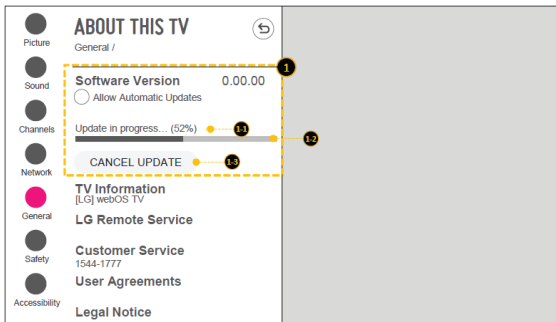 ABOUT THIS TV
General /
Picture
Sound
Channels
Network
General
Safety
Accessibility
Software Version 0.00.00
Allow Automatic Updates
Update in progress... (52%)
CANCEL UPDATE
1
1-1
1-2
1-3
TV Information
[LG] webOS TV
LG Remote Service
Customer Service
1544-1777
User Agreements
Legal Notice